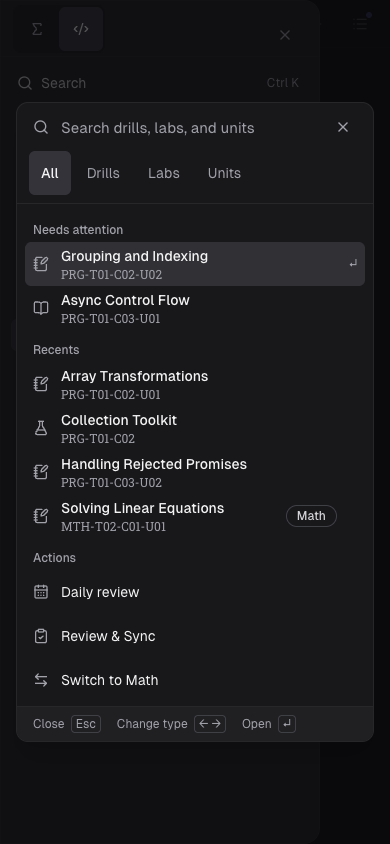 Σ </>
Search Ctrl K
Search drills, labs, and units
All Drills Labs Units
Needs attention
Grouping and Indexing
PRG-T01-C02-U02
Async Control Flow
PRG-T01-C03-U01
Recents
Array Transformations
PRG-T01-C02-U01
Collection Toolkit
PRG-T01-C02
Handling Rejected Promises
PRG-T01-C03-U02
Solving Linear Equations
MTH-T02-C01-U01
Math
Actions
Daily review
Review & Sync
Switch to Math
Close Esc Change type ← → Open ↵